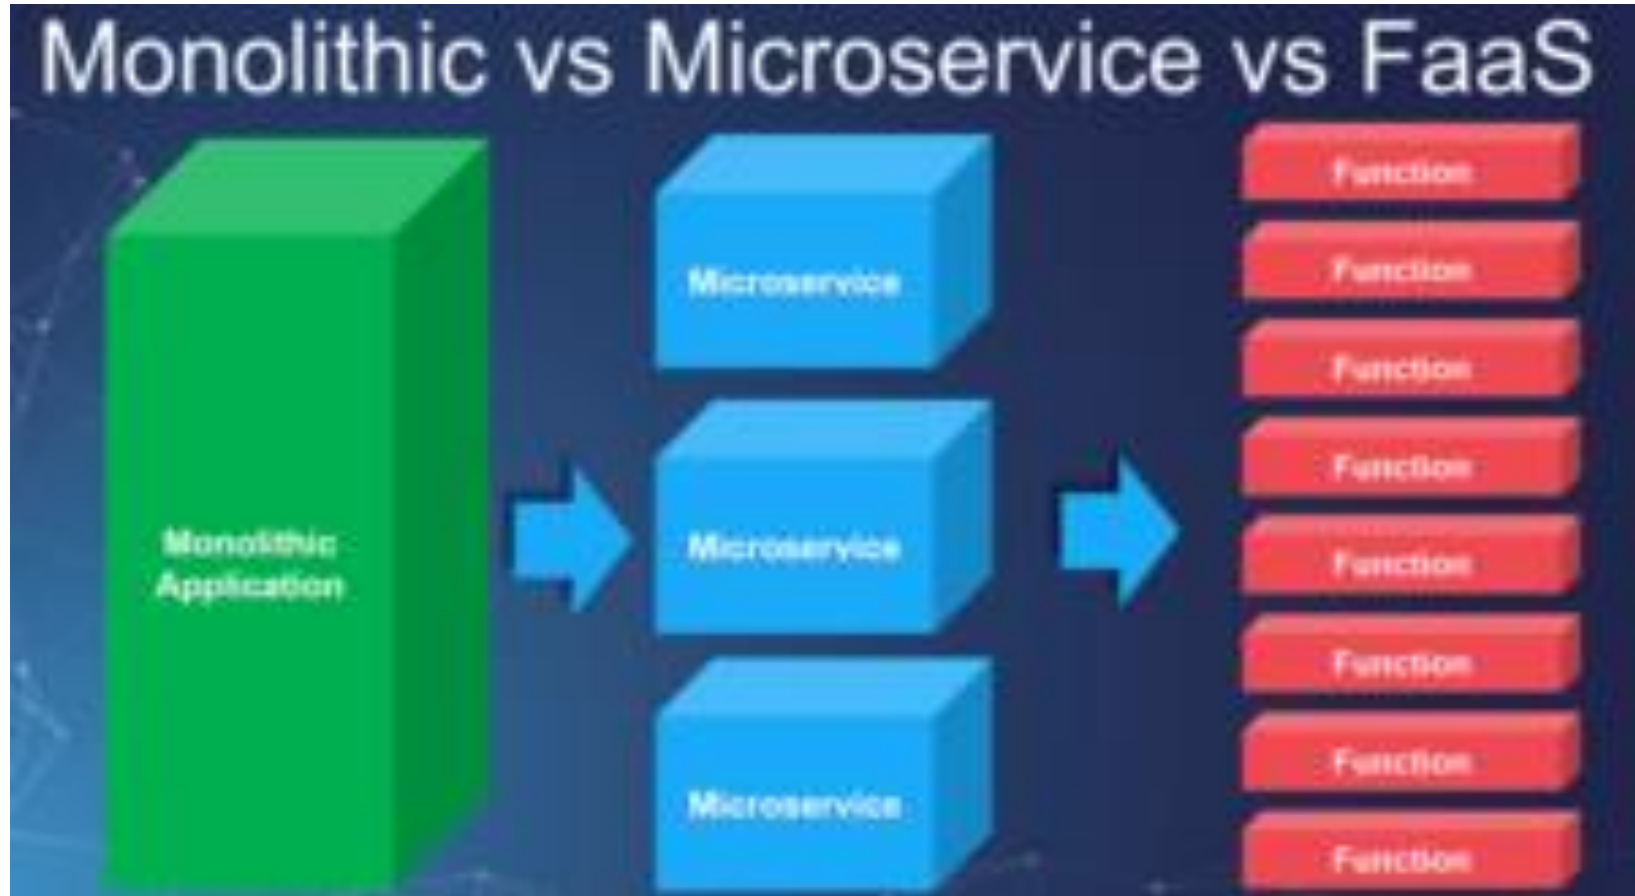 Monolithic vs Microservice vs FaaS
Monolithic
Application
Microservice
Microservice
Microservice
Function
Function
Function
Function
Function
Function
Function
Function